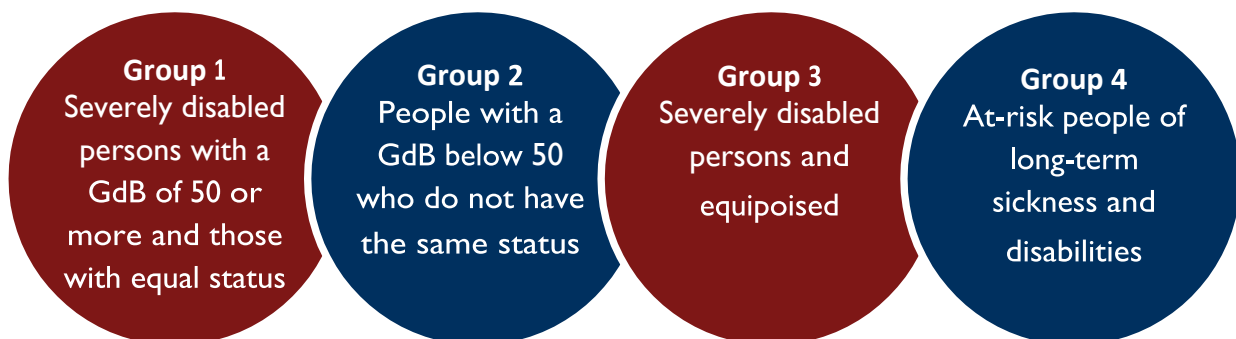 Group 1
Severely disabled
persons with a
GdB of 50 or
more and those
with equal status
Group 2
People with a
GdB below 50
who do not have
the same status
Group 3
Severely disabled
persons and
equipoised
Group 4
At-risk people of
long-term
sickness and
disabilities